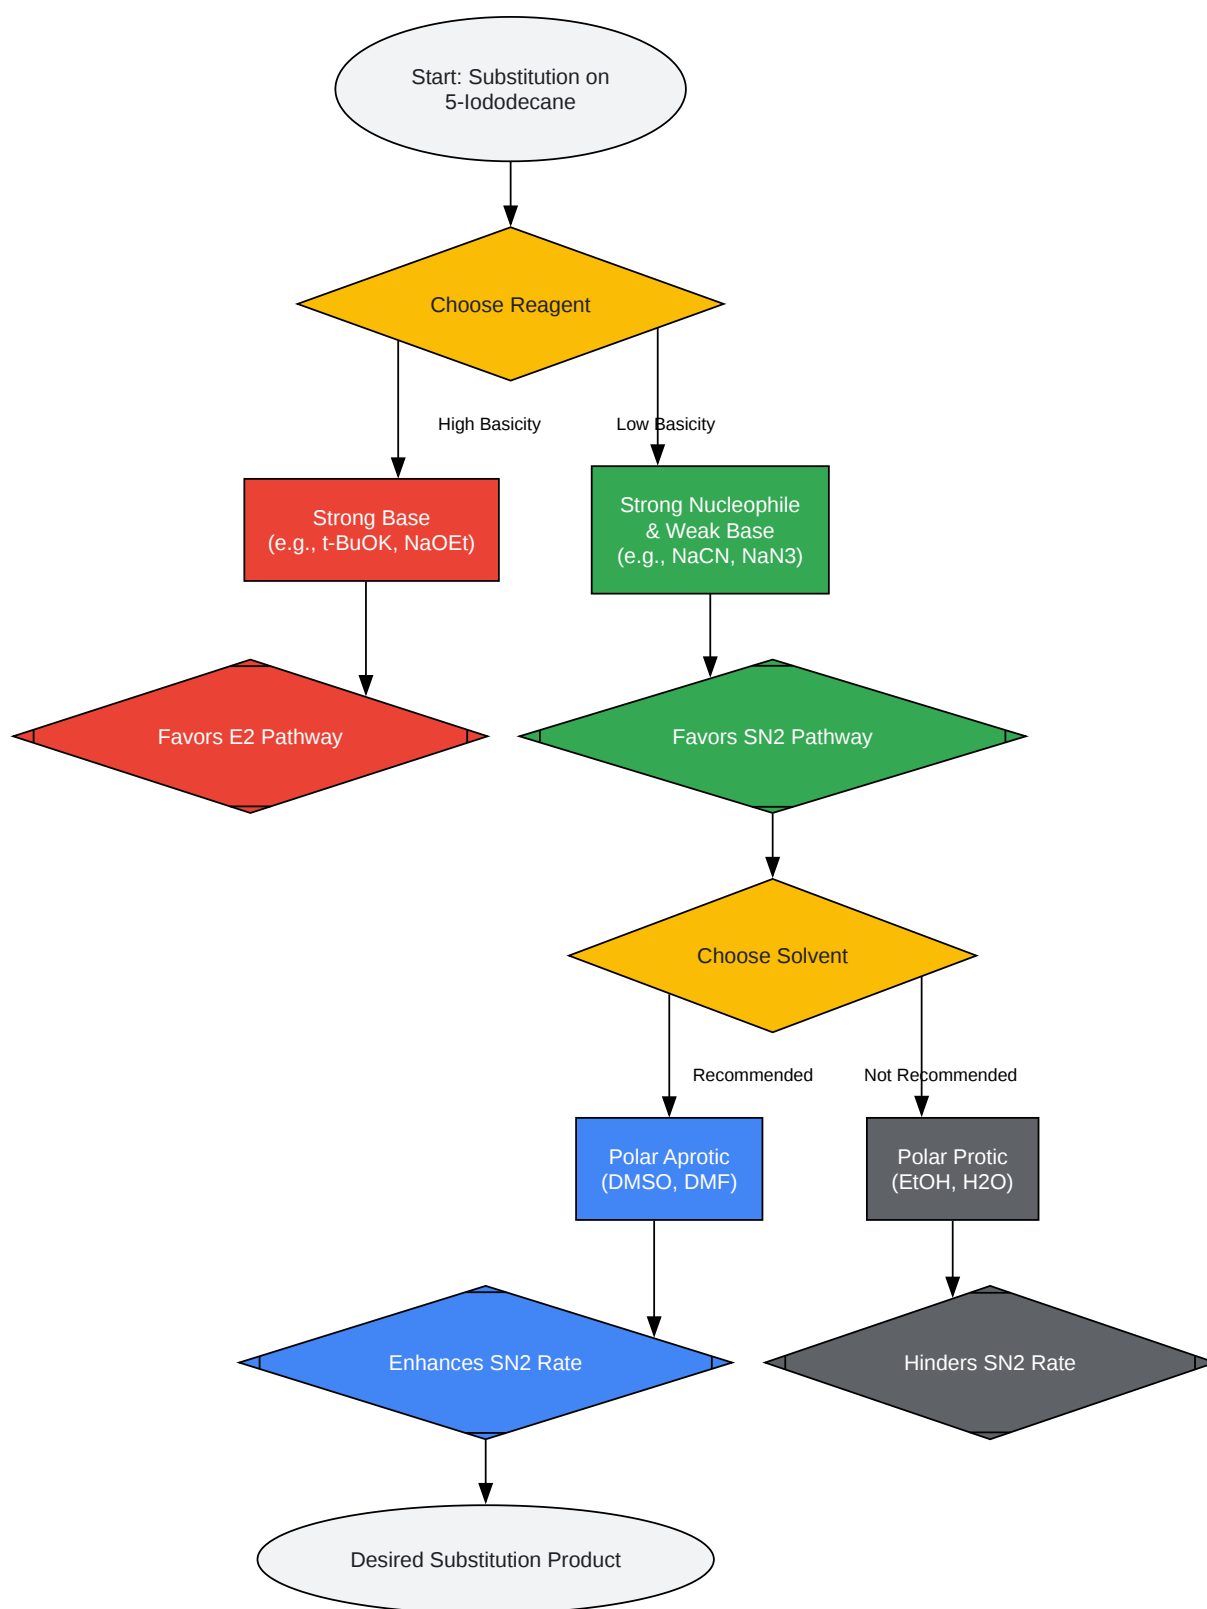 Start: Substitution on
5-Iododecane
Choose Reagent
High Basicity
Low Basicity
Strong Base
(e.g., t-BuOK, NaOEt)
Strong Nucleophile
& Weak Base
(e.g., NaCN, NaN3)
Favors E2 Pathway
Favors SN2 Pathway
Choose Solvent
Recommended
Not Recommended
Polar Aprotic
(DMSO, DMF)
Polar Protic
(EtOH, H2O)
Enhances SN2 Rate
Hinders SN2 Rate
Desired Substitution Product